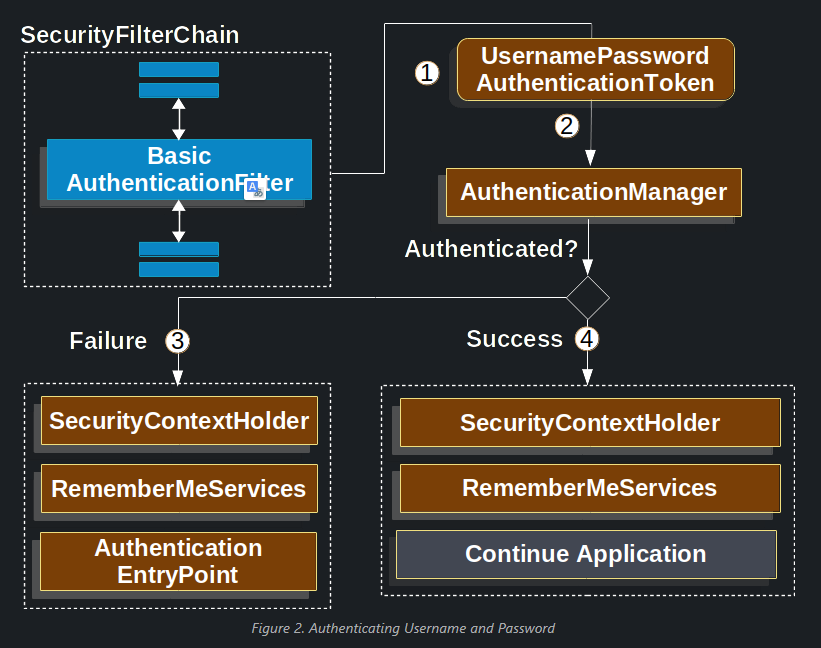 SecurityFilterChain
Basic
AuthenticationFilter
1
UsernamePassword
AuthenticationToken
2
AuthenticationManager
Authenticated?
Failure
3
Success
4
SecurityContextHolder
RememberMeServices
Authentication
EntryPoint
SecurityContextHolder
RememberMeServices
Continue Application
Figure 2. Authenticating Username and Password